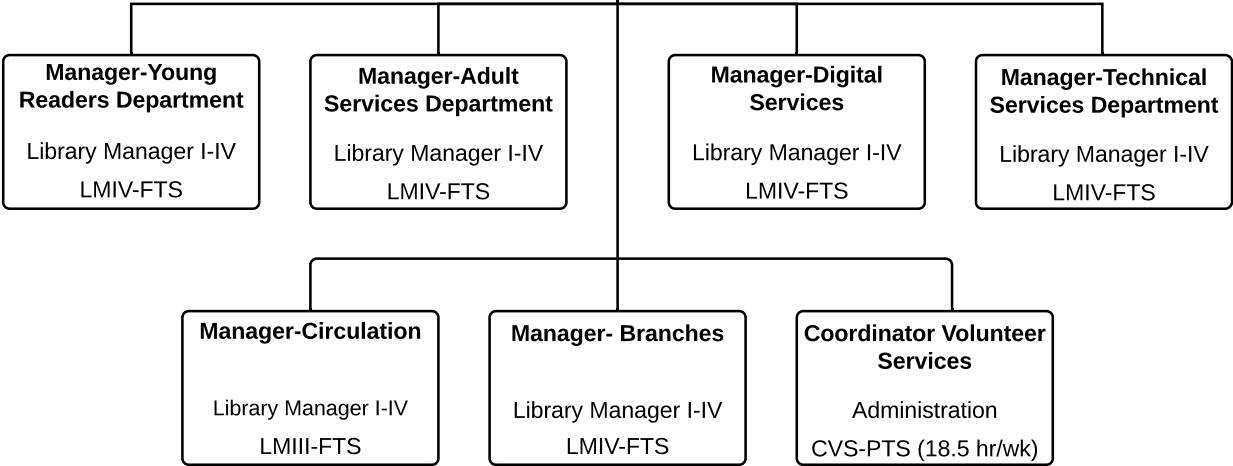 Manager-Young
Readers Department
Library Manager I-IV
LMIV-FTS
Manager-Adult
Services Department
Library Manager I-IV
LMIV-FTS
Manager-Digital
Services
Library Manager I-IV
LMIV-FTS
Manager-Technical
Services Department
Library Manager I-IV
LMIV-FTS
Manager-Circulation
Library Manager I-IV
LMIII-FTS
Manager- Branches
Library Manager I-IV
LMIV-FTS
Coordinator Volunteer
Services
Administration
CVS-PTS (18.5 hr/wk)